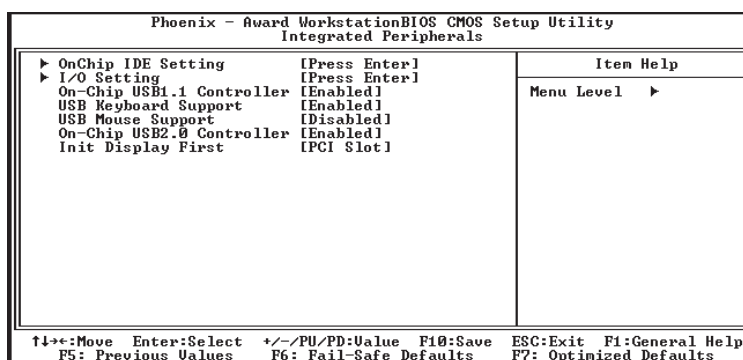 Phoenix - Award WorkstationBIOS CMOS Setup Utility
Integrated Peripherals
▶ OnChip IDE Setting [Press Enter]
▶ I/O Setting [Press Enter]
On-Chip USB1.1 Controller [Enabled]
USB Keyboard Support [Enabled]
USB Mouse Support [Disabled]
On-Chip USB2.0 Controller [Enabled]
Init Display First [PCI Slot]
Item Help
Menu Level ▶
↑↓→←:Move Enter:Select +/-/PU/PD:Value F10:Save ESC:Exit F1:General Help
F5: Previous Values F6: Fail-Safe Defaults F7: Optimized Defaults